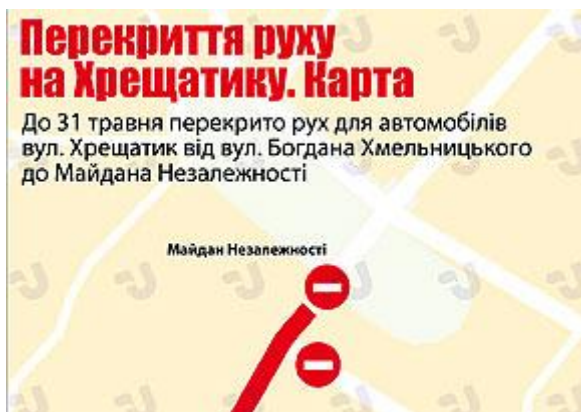 Перекриття руху
на Хрещатику. Карта
До 31 травня перекрито рух для автомобілів
вул. Хрещатик від вул. Богдана Хмельницького
до Майдана Незалежності
Майдан Незалежності